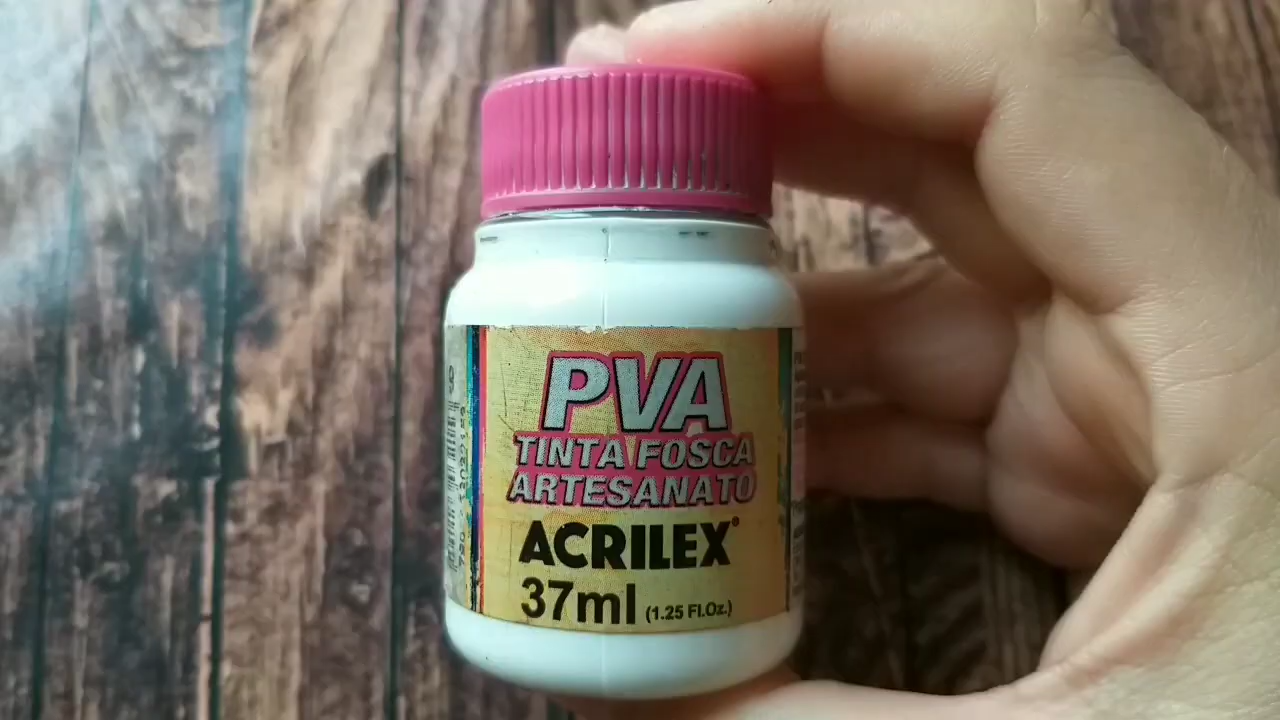 PVA
TINTA FOSCA
ARTESANATO
ACRILEX®
37ml (1.25 Fl.Oz.)